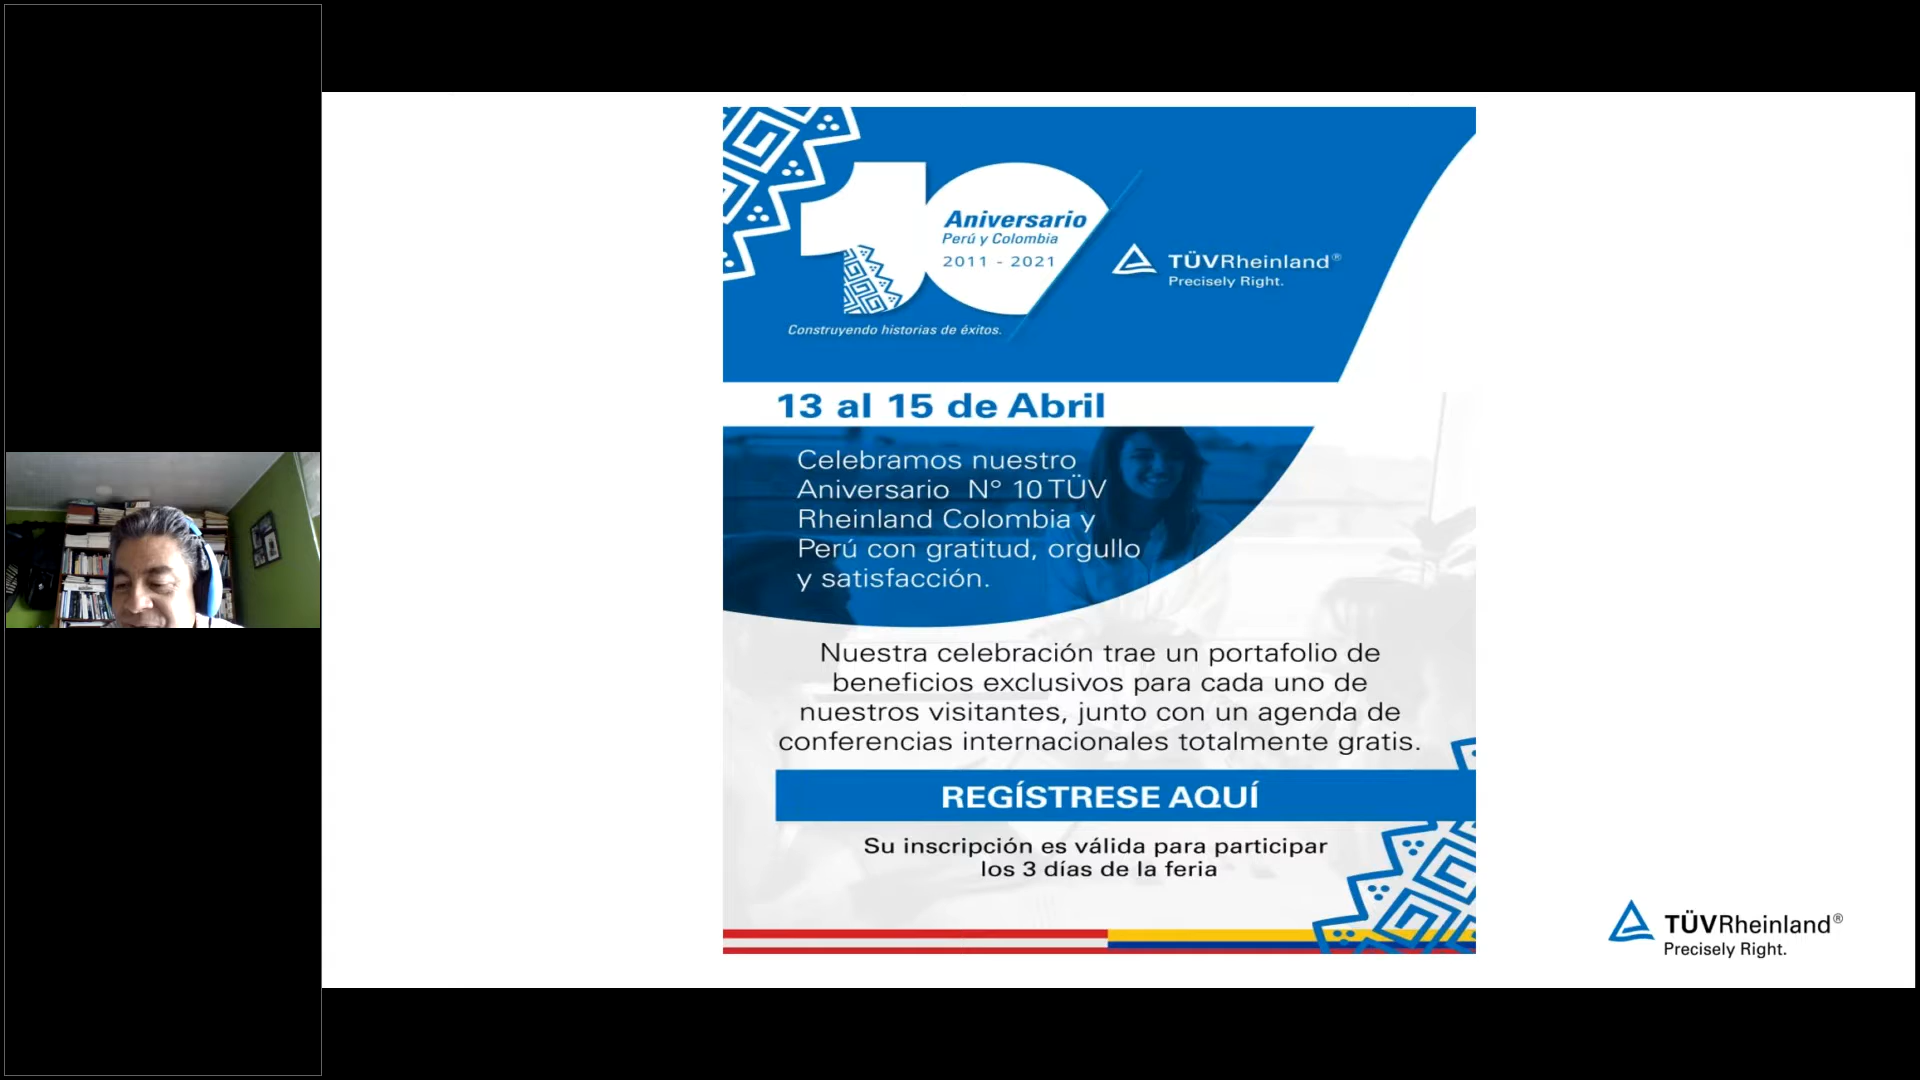 10
Aniversario
Perú y Colombia
2011 - 2021
Construyendo historias de éxitos.
TÜVRheinland®
Precisely Right.
13 al 15 de Abril
Celebramos nuestro
Aniversario N° 10 TÜV
Rheinland Colombia y
Perú con gratitud, orgullo
y satisfacción.
Nuestra celebración trae un portafolio de
beneficios exclusivos para cada uno de
nuestros visitantes, junto con un agenda de
conferencias internacionales totalmente gratis.
REGÍSTRESE AQUÍ
Su inscripción es válida para participar
los 3 días de la feria
TÜVRheinland®
Precisely Right.